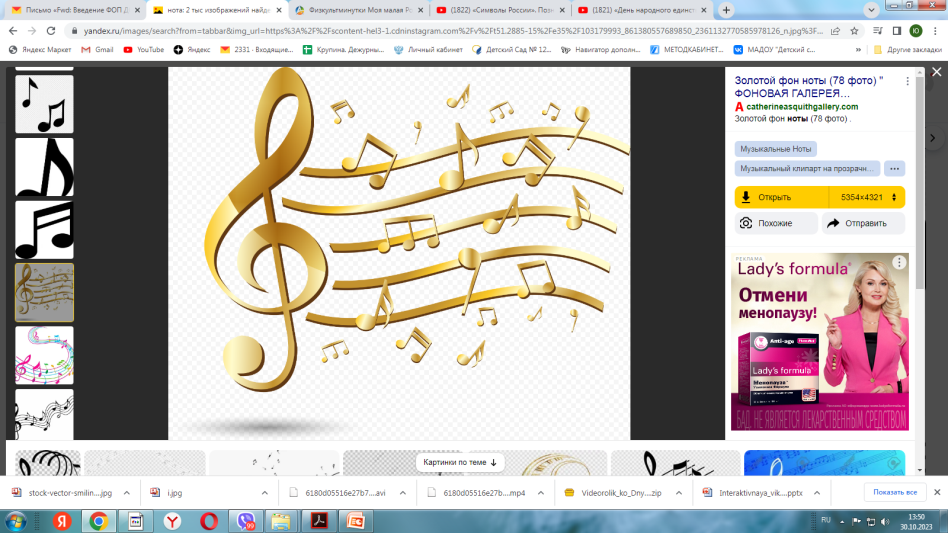 Письмо «Fwd: Введение ФОП Д
нота: 2 тыс изображений найд
Физкультминутки Моя малая Р
(1822) «Символы России». Поз
(1821) «День народного единст
yandex.ru/images/search?from=tabbar&img_url=https%3A%2F%2Fscontent-hel3-1.cdninstagram.com%2Fv%2Ft51.2885-15%2Fe35%2F103179993_861380557689850_2361132770585978126_n.jpg%3F...
Яндекс Маркет
Gmail
YouTube
Яндекс
2331 - Входящие...
Крупина. Дежурны...
Личный кабинет
Детский Сад № 12...
Навигатор дополн...
МЕТОДКАБИНЕТ...
МАДОУ "Детский с...
»
Другие закладки
Золотой фон ноты (78 фото) "
ФОНОВАЯ ГАЛЕРЕЯ...
catherineasquithgallery.com
Золотой фон ноты (78 фото) .
Музыкальные Ноты
Музыкальный клипарт на прозрачн...
Открыть
5354×4321
Похожие
Отправить
РЕКЛАМА
Lady's formula®
Отмени
менопаузу!
Anti-age
Lady's formula®
Менопауза
БАД. НЕ ЯВЛЯЕТСЯ ЛЕКАРСТВЕННЫМ СРЕДСТВОМ
Картинки по теме ↓
stock-vector-smilin....jpg
i.jpg
6180d05516e27b7....avi
6180d05516e27b....mp4
Videorolik_ko_Dny....zip
Interaktivnaya_vik....pptx
Показать все
99
RU
13:50
30.10.2023